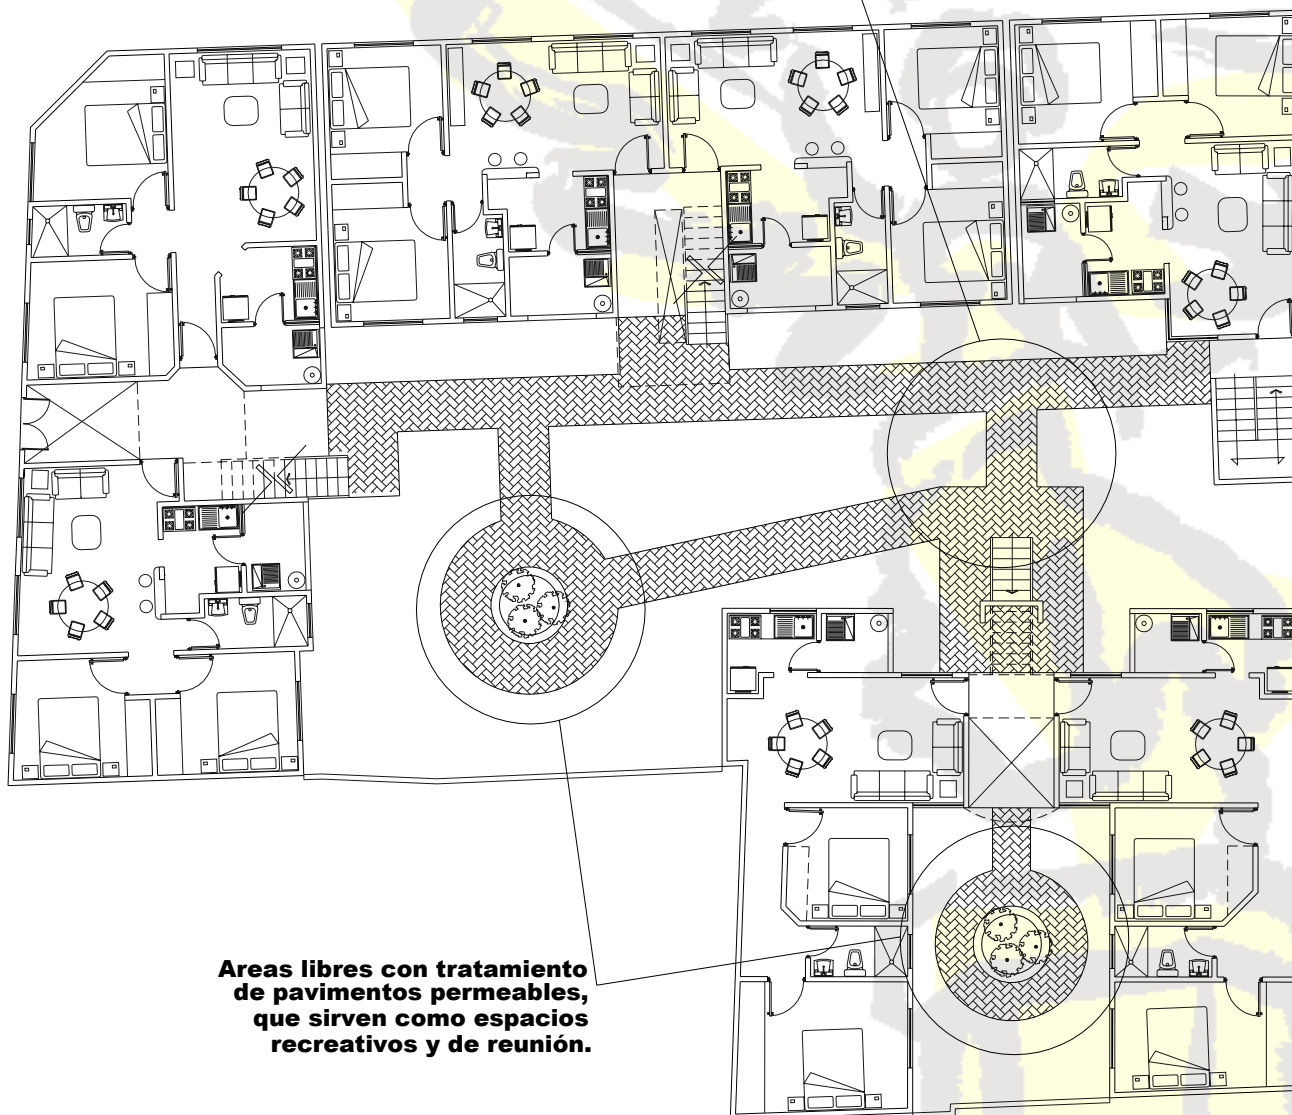 Areas libres con tratamiento
de pavimentos permeables,
que sirven como espacios
recreativos y de reunión.